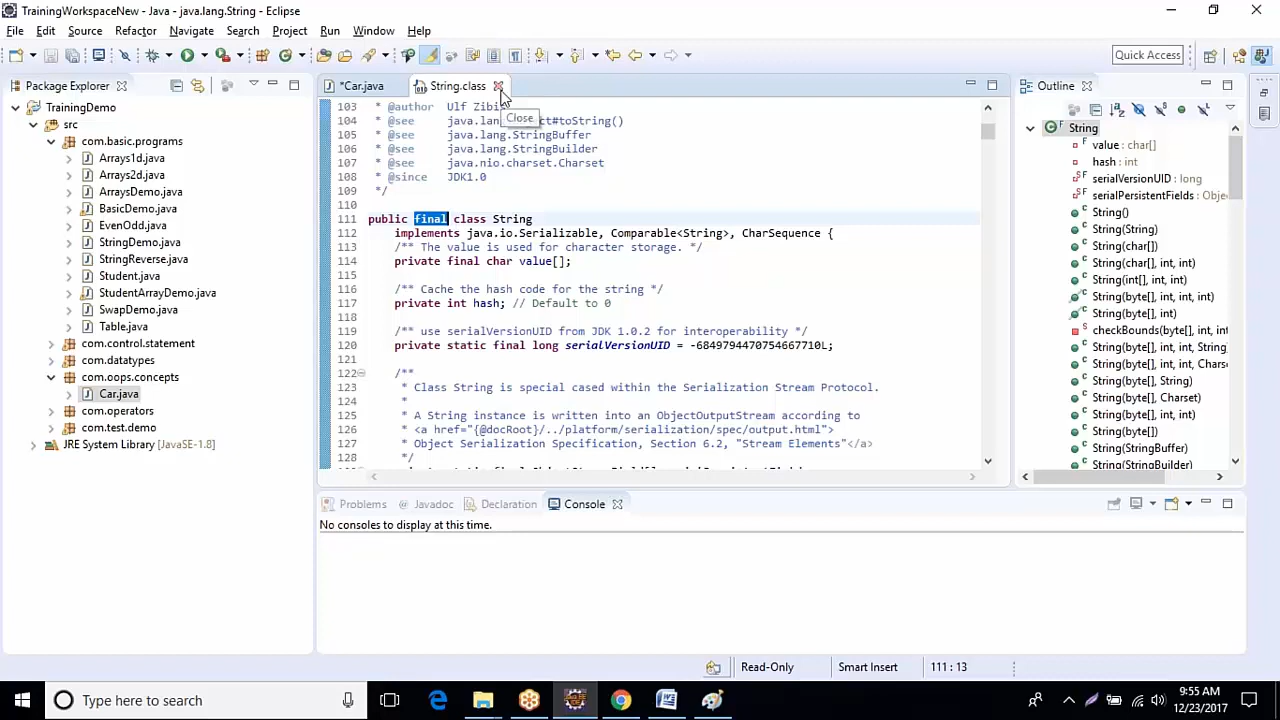 TrainingWorkspaceNew - Java - java.lang.String - Eclipse
File Edit Source Refactor Navigate Search Project Run Window Help
Quick Access
Package Explorer
TrainingDemo
src
com.basic.programs
Arrays1d.java
Arrays2d.java
ArraysDemo.java
BasicDemo.java
EvenOdd.java
StringDemo.java
StringReverse.java
Student.java
StudentArrayDemo.java
SwapDemo.java
Table.java
com.control.statement
com.datatypes
com.oops.concepts
Car.java
com.operators
com.test.demo
JRE System Library [JavaSE-1.8]
*Car.java String.class
Close
103 * @author Ulf Zibis
104 * @see java.lang ct#toString()
105 * @see java.lang.StringBuffer
106 * @see java.lang.StringBuilder
107 * @see java.nio.charset.Charset
108 * @since JDK1.0
109 */
110
111 public final class String
112 implements java.io.Serializable, Comparable<String>, CharSequence {
113 /** The value is used for character storage. */
114 private final char value[];
115
116 /** Cache the hash code for the string */
117 private int hash; // Default to 0
118
119 /** use serialVersionUID from JDK 1.0.2 for interoperability */
120 private static final long serialVersionUID = -6849794470754667710L;
121
122 /**
123 * Class String is special cased within the Serialization Stream Protocol.
124 *
125 * A String instance is written into an ObjectOutputStream according to
126 * <a href="{@docRoot}/../platform/serialization/spec/output.html">
127 * Object Serialization Specification, Section 6.2, "Stream Elements"</a>
128 */
Outline
String
value : char[]
hash : int
serialVersionUID : long
serialPersistentFields : Obje
String()
String(String)
String(char[])
String(char[], int, int)
String(int[], int, int)
String(byte[], int, int, int)
String(byte[], int)
checkBounds(byte[], int, int
String(byte[], int, int, String
String(byte[], int, int, Charse
String(byte[], String)
String(byte[], Charset)
String(byte[], int, int)
String(byte[])
String(StringBuffer)
String(StringBuilder)
Problems Javadoc Declaration Console
No consoles to display at this time.
Read-Only Smart Insert 111 : 13
Type here to search
9:55 AM
12/23/2017